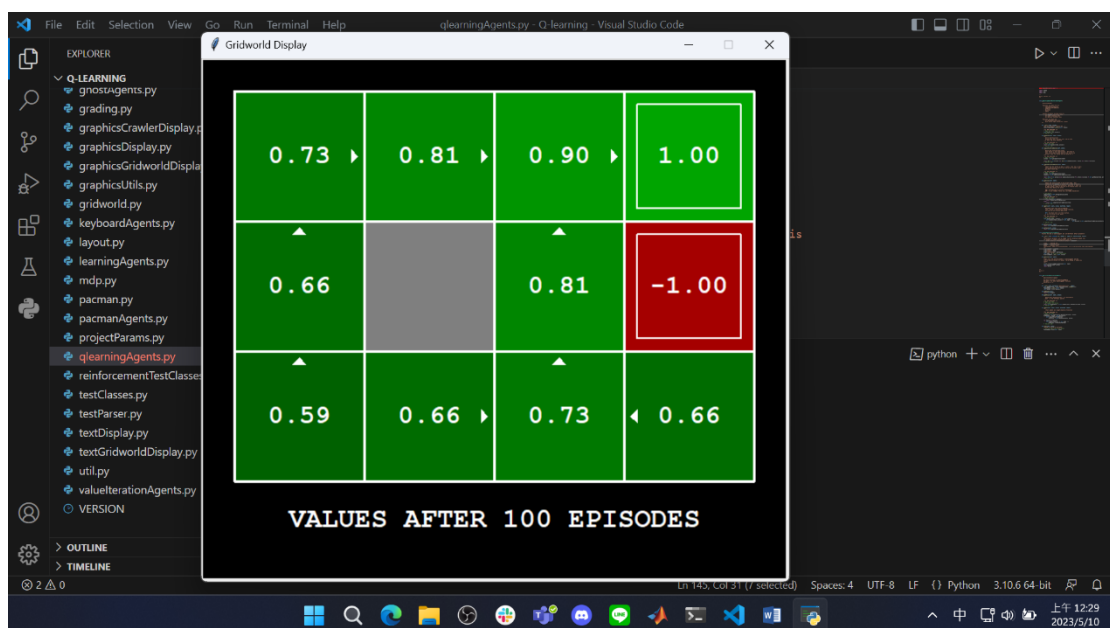 File Edit Selection View Go Run Terminal Help qlearningAgents.py - Q-learning - Visual Studio Code
Gridworld Display
EXPLORER
Q-LEARNING
ghostAgents.py
grading.py
graphicsCrawlerDisplay.p
graphicsDisplay.py
graphicsGridworldDispla
graphicsUtils.py
gridworld.py
keyboardAgents.py
layout.py
learningAgents.py
mdp.py
pacman.py
pacmanAgents.py
projectParams.py
qlearningAgents.py
reinforcementTestClasses
testClasses.py
testParser.py
textDisplay.py
textGridworldDisplay.py
util.py
valueIterationAgents.py
VERSION
OUTLINE
TIMELINE
0.73 0.81 0.90 1.00
0.66 0.81 -1.00
0.59 0.66 0.73 0.66
VALUES AFTER 100 EPISODES
is
python
2 0 Ln 145, Col 31 (7 selected) Spaces: 4 UTF-8 LF {} Python 3.10.6 64-bit
中 上午 12:29
2023/5/10